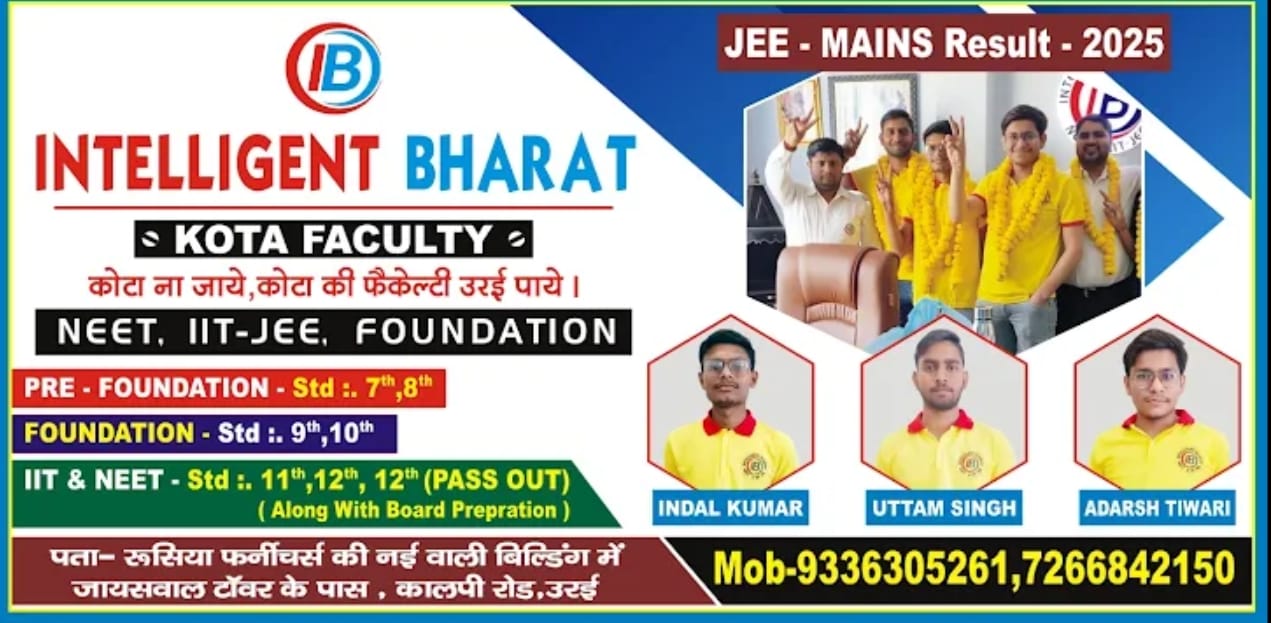 IB
INTELLIGENT BHARAT
KOTA FACULTY
कोटा ना जाये,कोटा की फैकेल्टी उरई पाये।
NEET, IIT-JEE, FOUNDATION
PRE - FOUNDATION - Std :. 7th,8th
FOUNDATION - Std :. 9th,10th
IIT & NEET - Std :. 11th,12th, 12th (PASS OUT)
( Along With Board Prepration )
पता- रूसिया फर्नीचर्स की नई वाली बिल्डिंग में
जायसवाल टॉवर के पास , कालपी रोड,उरई
JEE - MAINS Result - 2025
INDAL KUMAR
UTTAM SINGH
ADARSH TIWARI
Mob-9336305261,7266842150